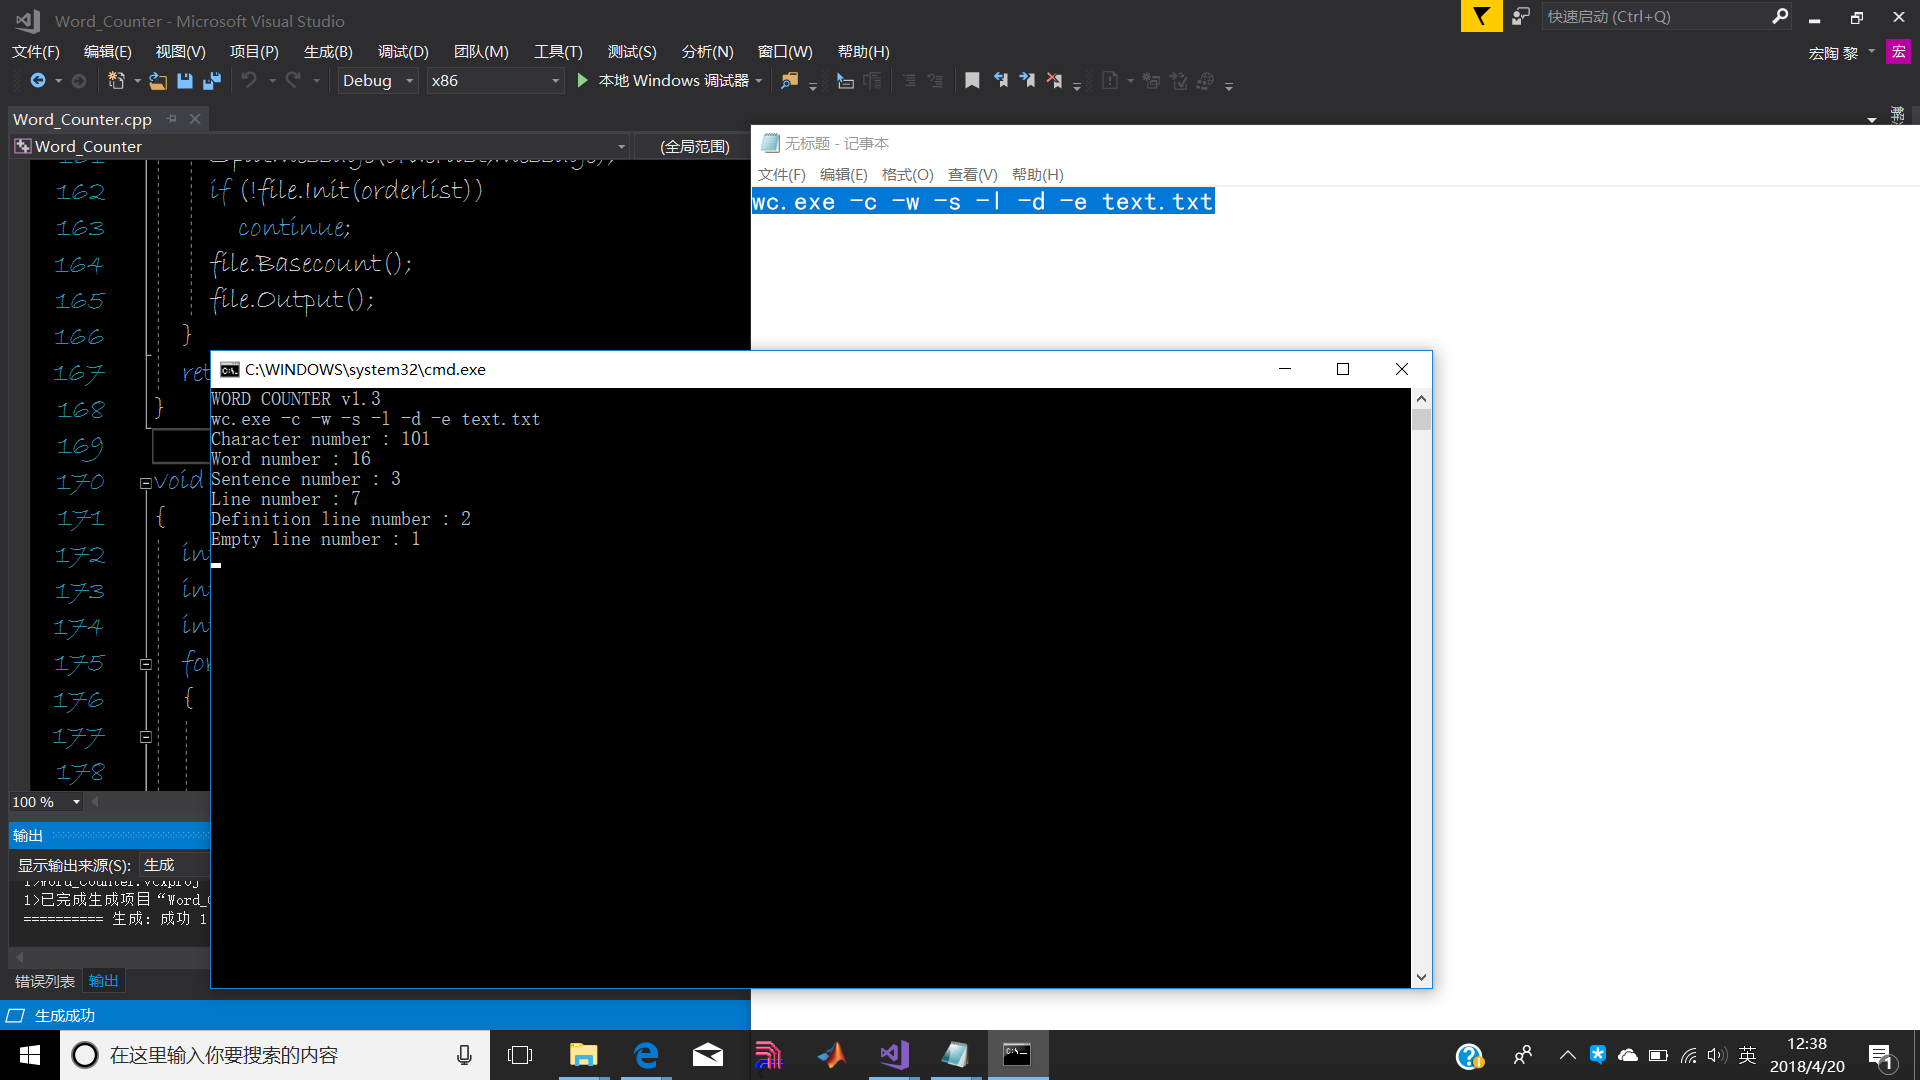 Word_Counter - Microsoft Visual Studio
快速启动 (Ctrl+Q)
文件(F) 编辑(E) 视图(V) 项目(P) 生成(B) 调试(D) 团队(M) 工具(T) 测试(S) 分析(N) 窗口(W) 帮助(H)
宏陶 黎 宏
Debug x86 本地 Windows 调试器
Word_Counter.cpp
Word_Counter (全局范围)
162 if (!file.Init(orderlist))
163 continue;
164 file.Basecount();
165 file.Output();
166 }
167 ret
168 }
169
170 void
171 {
172 in
173 in
174 in
175 for
176 {
177
178
100 %
输出
显示输出来源(S): 生成
1>Word_Counter.vcxproj
1>已完成生成项目“Word_
========== 生成: 成功 1
错误列表 输出
生成成功
无标题 - 记事本
文件(F) 编辑(E) 格式(O) 查看(V) 帮助(H)
wc.exe -c -w -s -l -d -e text.txt
C:\WINDOWS\system32\cmd.exe
WORD COUNTER v1.3
wc.exe -c -w -s -l -d -e text.txt
Character number : 101
Word number : 16
Sentence number : 3
Line number : 7
Definition line number : 2
Empty line number : 1
在这里输入你要搜索的内容
英
12:38
2018/4/20
1